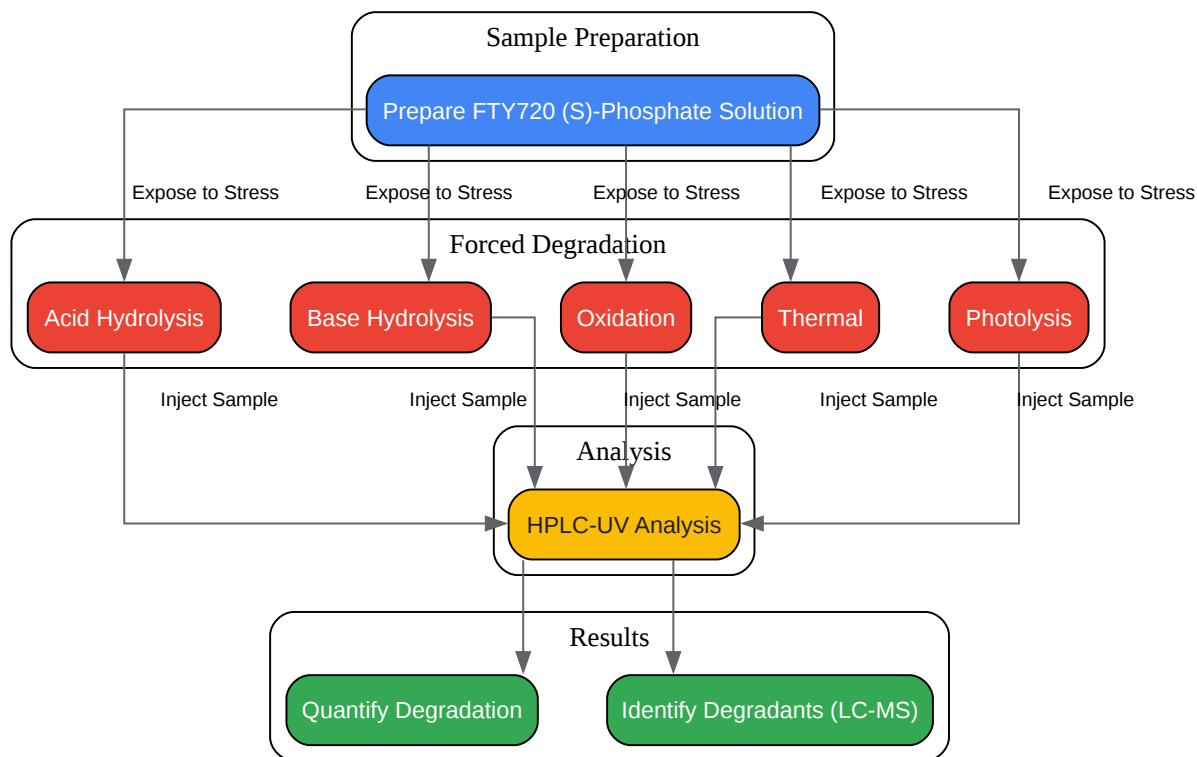 Sample Preparation
Prepare FTY720 (S)-Phosphate Solution
Expose to Stress
Expose to Stress
Expose to Stress
Expose to Stress
Expose to Stress
Forced Degradation
Acid Hydrolysis
Base Hydrolysis
Oxidation
Thermal
Photolysis
Inject Sample
Inject Sample
Inject Sample
Inject Sample
Inject Sample
Analysis
HPLC-UV Analysis
Results
Quantify Degradation
Identify Degradants (LC-MS)